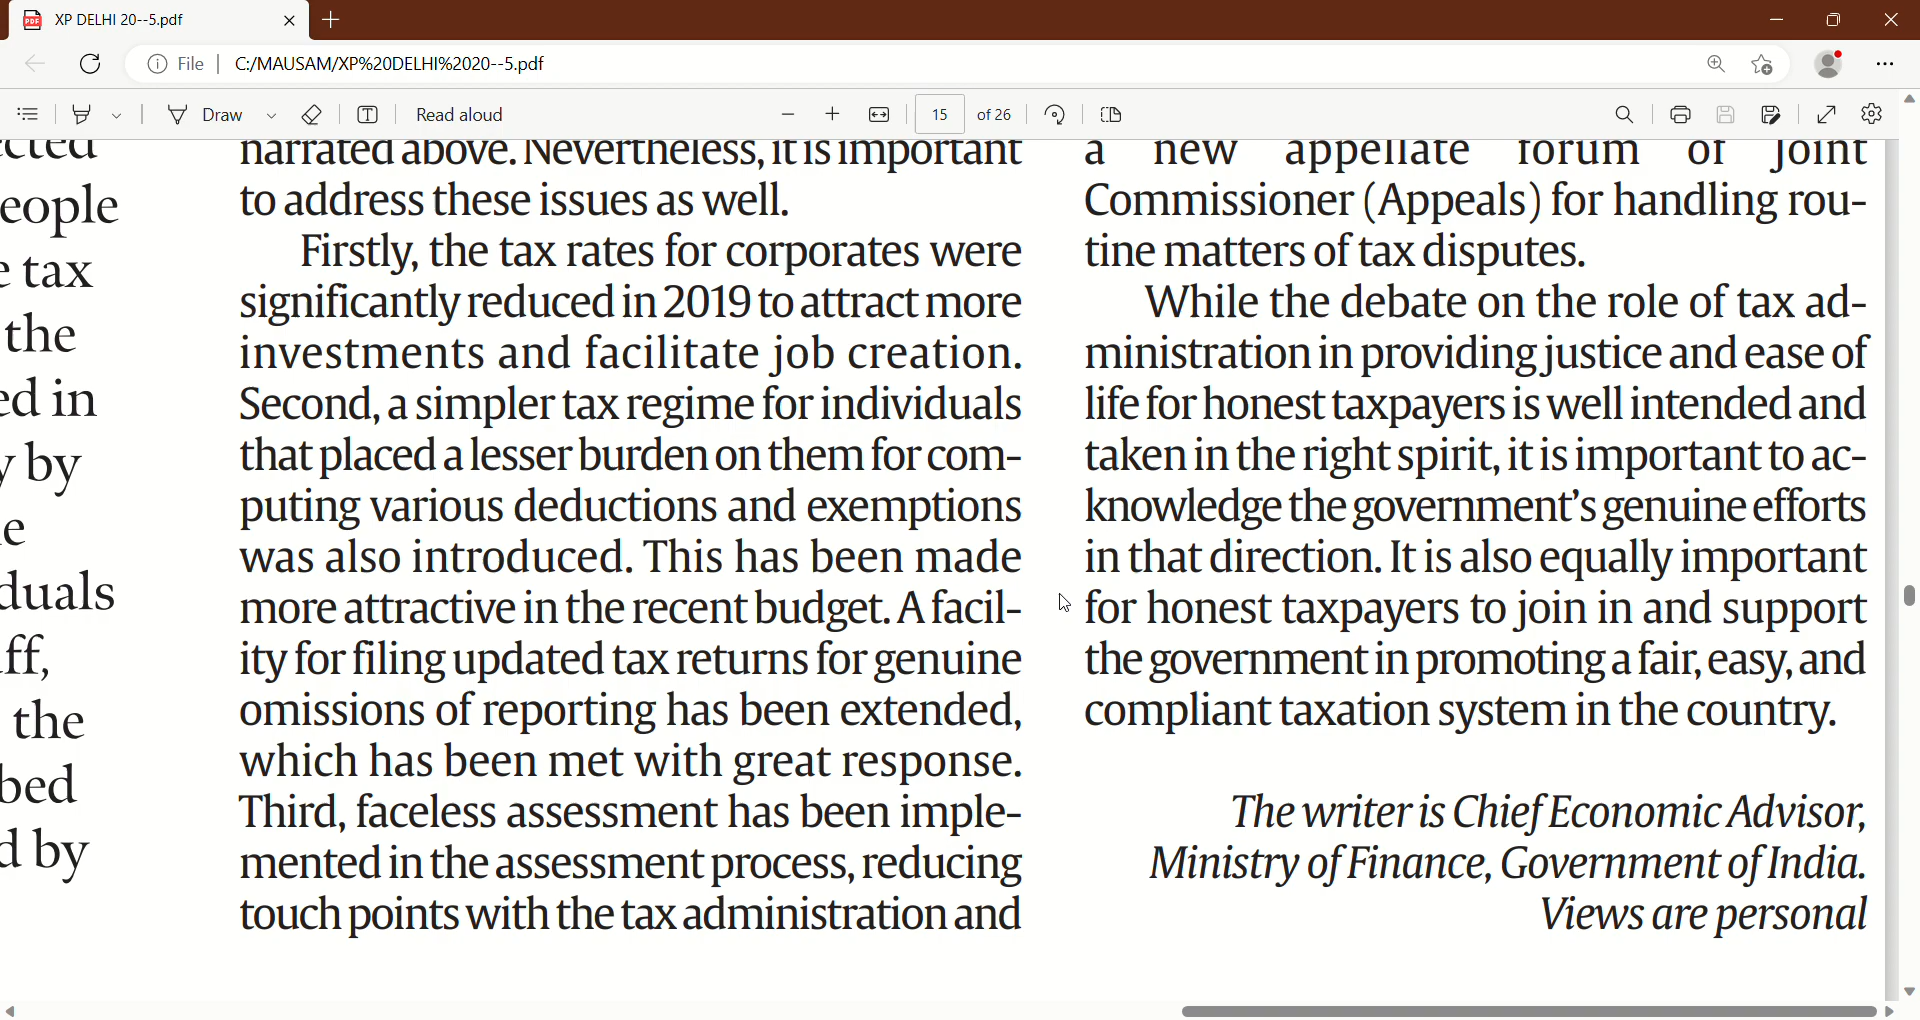 XP DELHI 20--5.pdf
File C:/MAUSAM/XP%20DELHI%2020--5.pdf
Draw Read aloud 15 of 26
eople
e tax
the
ed in
y by
e
duals
ff,
the
bed
d by
narrated above. Nevertheless, it is important
to address these issues as well.
Firstly, the tax rates for corporates were
significantly reduced in 2019 to attract more
investments and facilitate job creation.
Second, a simpler tax regime for individuals
that placed a lesser burden on them for com-
puting various deductions and exemptions
was also introduced. This has been made
more attractive in the recent budget. A facil-
ity for filing updated tax returns for genuine
omissions of reporting has been extended,
which has been met with great response.
Third, faceless assessment has been imple-
mented in the assessment process, reducing
touch points with the tax administration and
a new appellate forum of Joint
Commissioner (Appeals) for handling rou-
tine matters of tax disputes.
While the debate on the role of tax ad-
ministration in providing justice and ease of
life for honest taxpayers is well intended and
taken in the right spirit, it is important to ac-
knowledge the government's genuine efforts
in that direction. It is also equally important
for honest taxpayers to join in and support
the government in promoting a fair, easy, and
compliant taxation system in the country.
The writer is Chief Economic Advisor,
Ministry of Finance, Government of India.
Views are personal